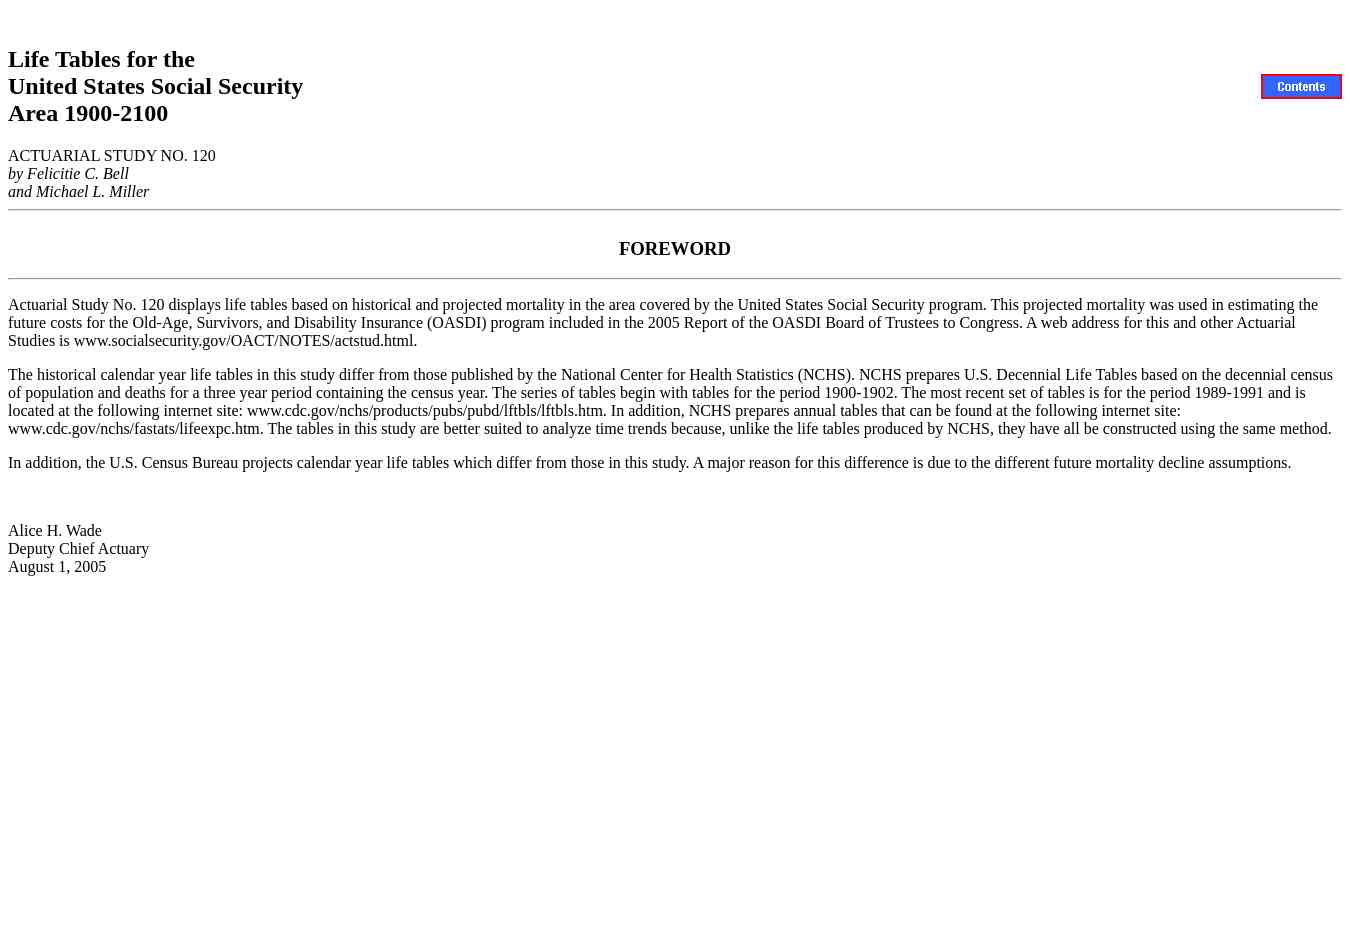 Life Tables for the
United States Social Security
Area 1900-2100
Contents
ACTUARIAL STUDY NO. 120
by Felicitie C. Bell
and Michael L. Miller
FOREWORD
Actuarial Study No. 120 displays life tables based on historical and projected mortality in the area covered by the United States Social Security program. This projected mortality was used in estimating the
future costs for the Old-Age, Survivors, and Disability Insurance (OASDI) program included in the 2005 Report of the OASDI Board of Trustees to Congress. A web address for this and other Actuarial
Studies is www.socialsecurity.gov/OACT/NOTES/actstud.html.
The historical calendar year life tables in this study differ from those published by the National Center for Health Statistics (NCHS). NCHS prepares U.S. Decennial Life Tables based on the decennial census
of population and deaths for a three year period containing the census year. The series of tables begin with tables for the period 1900-1902. The most recent set of tables is for the period 1989-1991 and is
located at the following internet site: www.cdc.gov/nchs/products/pubs/pubd/lftbls/lftbls.htm. In addition, NCHS prepares annual tables that can be found at the following internet site:
www.cdc.gov/nchs/fastats/lifeexpc.htm. The tables in this study are better suited to analyze time trends because, unlike the life tables produced by NCHS, they have all be constructed using the same method.
In addition, the U.S. Census Bureau projects calendar year life tables which differ from those in this study. A major reason for this difference is due to the different future mortality decline assumptions.
Alice H. Wade
Deputy Chief Actuary
August 1, 2005